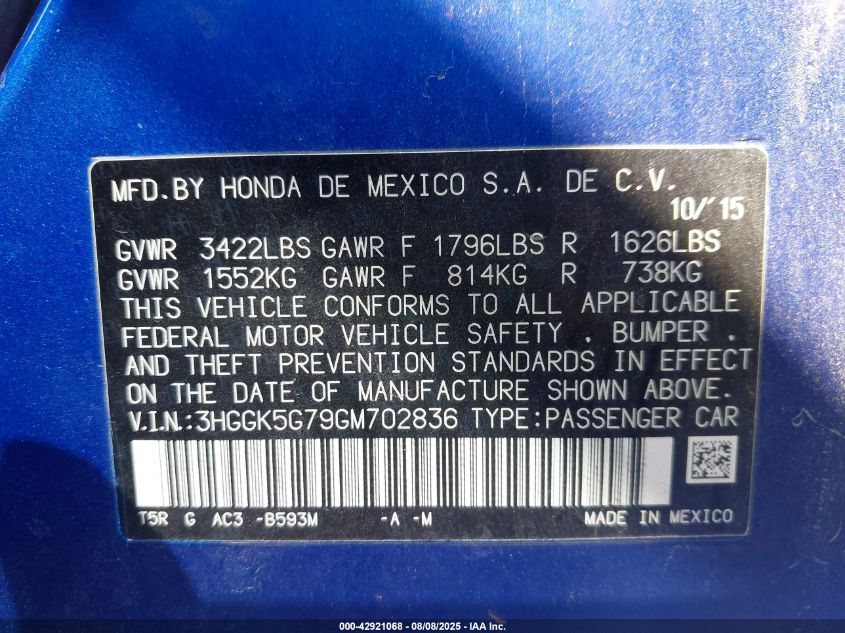 MFD.BY HONDA DE MEXICO S.A. DE C.V.
10/'15
GVWR 3422LBS GAWR F 1796LBS R 1626LBS
GVWR 1552KG GAWR F 814KG R 738KG
THIS VEHICLE CONFORMS TO ALL APPLICABLE
FEDERAL MOTOR VEHICLE SAFETY . BUMPER .
AND THEFT PREVENTION STANDARDS IN EFFECT
ON THE DATE OF MANUFACTURE SHOWN ABOVE.
V.I.N.:3HGGK5G79GM702836 TYPE:PASSENGER CAR
T5R G AC3 -B593M -A -M MADE IN MEXICO
000-42921068 - 08/08/2025 - IAA Inc.